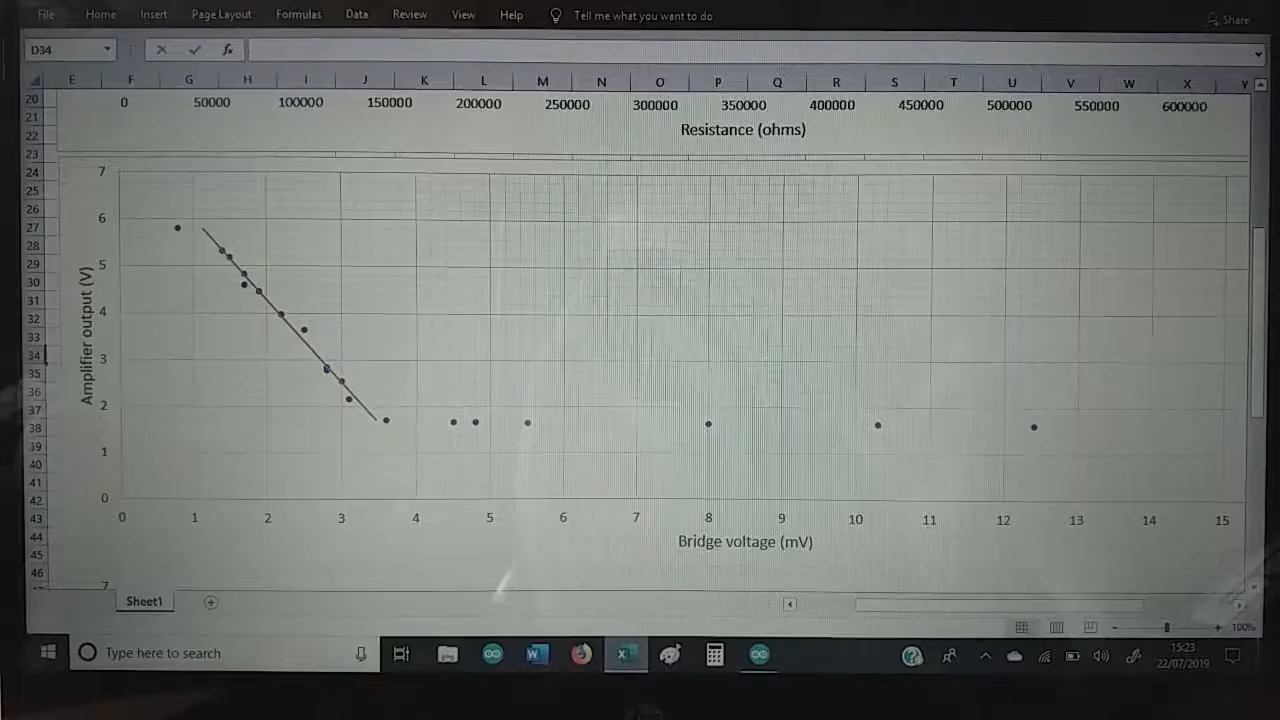 File Home Insert Page Layout Formulas Data Review View Help Tell me what you want to do Share
D34 fx
E F G H I J K L M N O P Q R S T U V W X Y
20 0 50000 100000 150000 200000 250000 300000 350000 400000 450000 500000 550000 600000
21
22 Resistance (ohms)
23
24 7
25
26
27 6
28
29 5
30
31 4
32
33
34 3
35
36
37 2
38
39
40 1
41
42 0
43 0 1 2 3 4 5 6 7 8 9 10 11 12 13 14 15
44 Bridge voltage (mV)
45
46
7
Amplifier output (V)
Sheet1
100%
Type here to search
15:23
22/07/2019